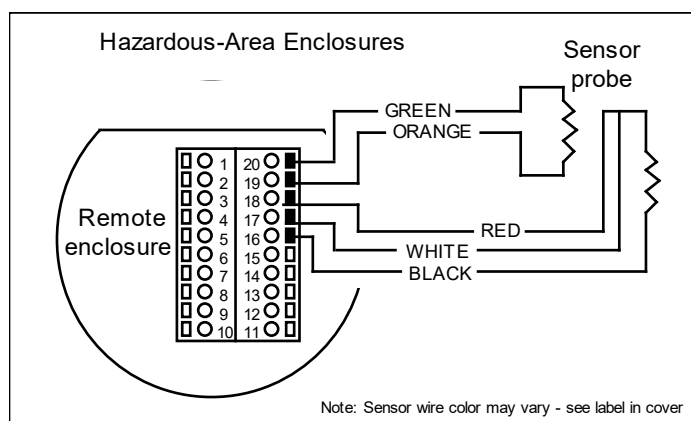 Hazardous-Area Enclosures
Sensor
probe
GREEN
ORANGE
Remote
enclosure
1 20
2 19
3 18
4 17
5 16
6 15
7 14
8 13
9 12
10 11
RED
WHITE
BLACK
Note: Sensor wire color may vary - see label in cover